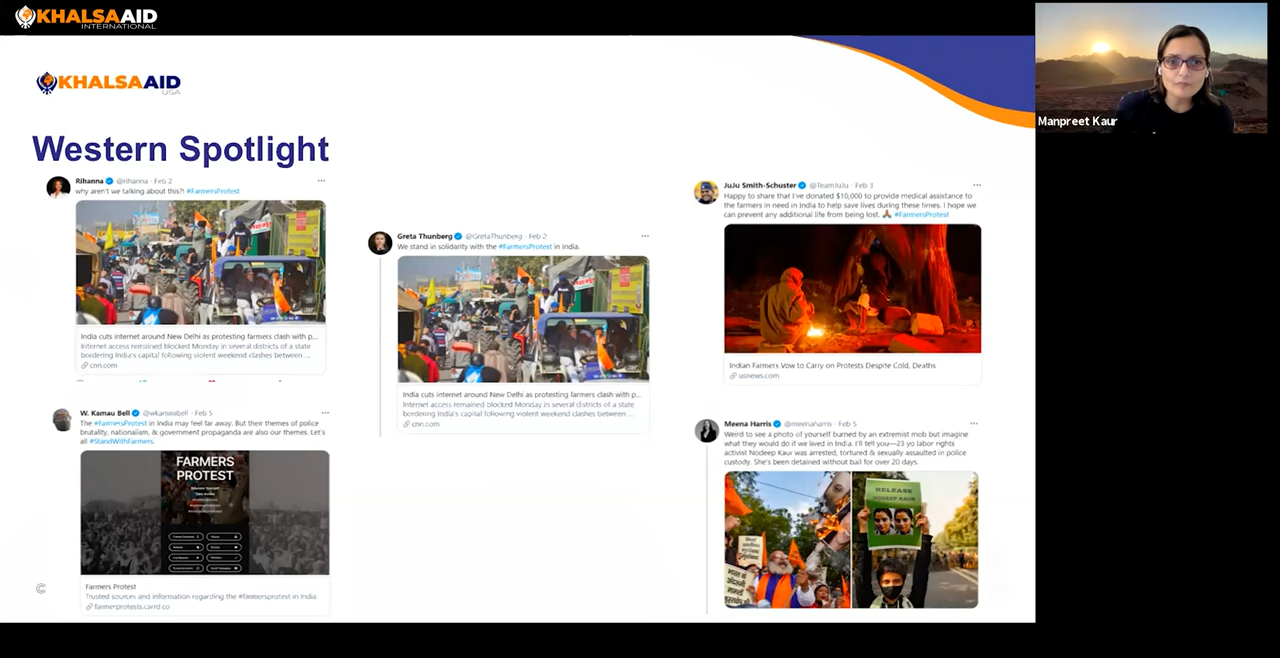 KHALSAAID
INTERNATIONAL
KHALSAAID
USA
Manpreet Kaur
Western Spotlight
Rihanna @rihanna · Feb 2
why aren't we talking about this?! #FarmersProtest
India cuts internet around New Delhi as protesting farmers clash with p...
Internet access remained blocked Monday in several districts of a state
bordering India's capital following violent weekend clashes between ...
cnn.com
Greta Thunberg @GretaThunberg · Feb 2
We stand in solidarity with the #FarmersProtest in India.
India cuts internet around New Delhi as protesting farmers clash with p...
Internet access remained blocked Monday in several districts of a state
bordering India's capital following violent weekend clashes between ...
cnn.com
JuJu Smith-Schuster @TeamJuJu · Feb 3
Happy to share that I've donated $10,000 to provide medical assistance to
the farmers in need in India to help save lives during these times. I hope we
can prevent any additional life from being lost. #FarmersProtest
Indian Farmers Vow to Carry on Protests Despite Cold, Deaths
usnews.com
W. Kamau Bell @wkamaubell · Feb 5
The #FarmersProtest in India may feel far away. But their themes of police
brutality, nationalism, & government propaganda are also our themes. Let's
all #StandWithFarmers.
FARMERS
PROTEST
Farmers Protest
Trusted sources and information regarding the #farmersprotest in India
farmerprotests.carrd.co
Meena Harris @meenaharris · Feb 5
Weird to see a photo of yourself burned by an extremist mob but imagine
what they would do if we lived in India. I'll tell you—23 yo labor rights
activist Nodeep Kaur was arrested, tortured & sexually assaulted in police
custody. She's been detained without bail for over 20 days.
RELEASE
NODEEP KAUR